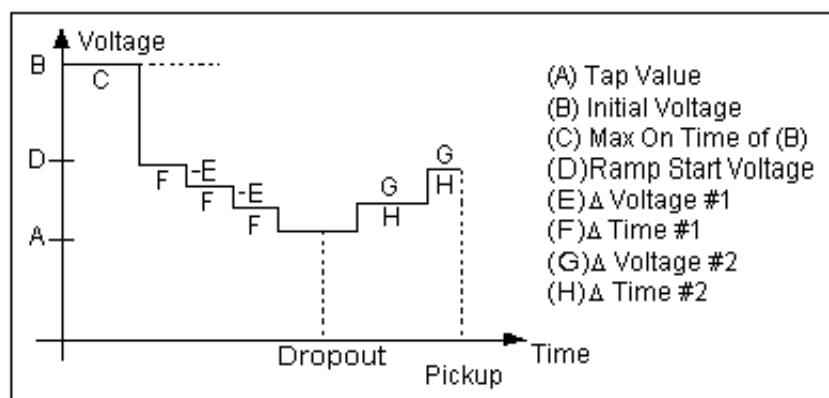 Voltage
B
C
D
-E
F
-E
F
F
A
G
H
G
H
Dropout
Pickup
Time
(A) Tap Value
(B) Initial Voltage
(C) Max On Time of (B)
(D)Ramp Start Voltage
(E)Δ Voltage #1
(F)Δ Time #1
(G)Δ Voltage #2
(H)Δ Time #2